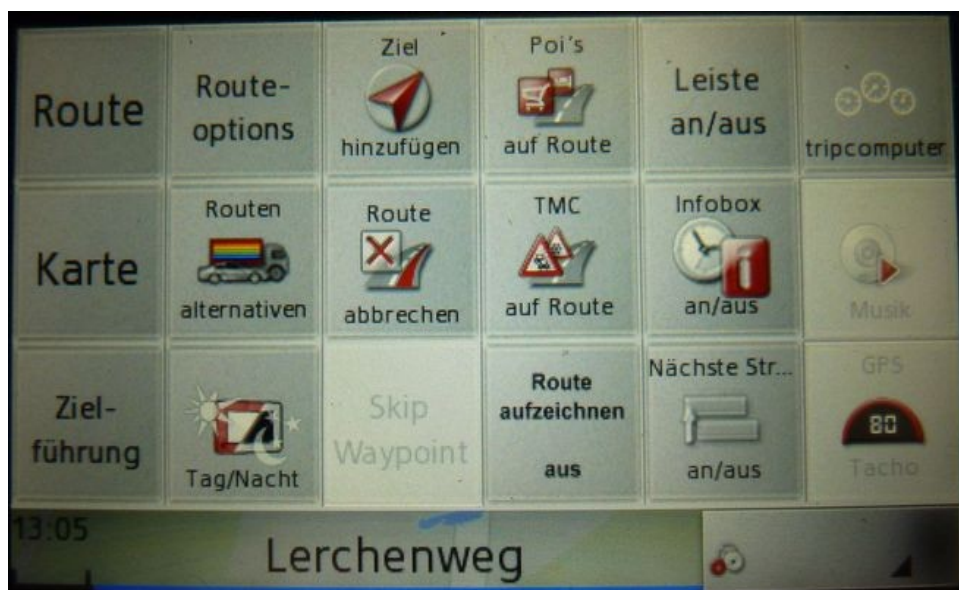 Route
Route-
options
Ziel
hinzufügen
Poi's
auf Route
Leiste
an/aus
tripcomputer
Karte
Routen
alternativen
Route
abbrechen
TMC
auf Route
Infobox
i
an/aus
Musik
Ziel-
führung
Tag/Nacht
Skip
Waypoint
Route
aufzeichnen
aus
Nächste Str...
an/aus
GPS
80
Tacho
13:05
Lerchenweg